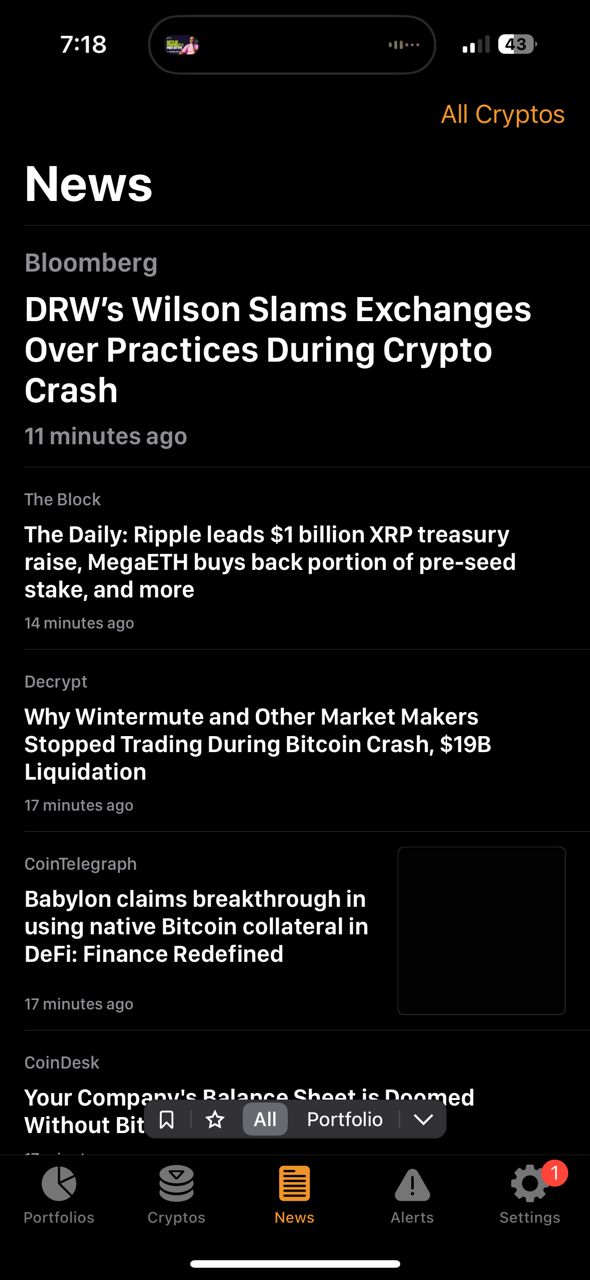 7:18
43
All Cryptos
News
Bloomberg
DRW’s Wilson Slams Exchanges
Over Practices During Crypto
Crash
11 minutes ago
The Block
The Daily: Ripple leads $1 billion XRP treasury
raise, MegaETH buys back portion of pre-seed
stake, and more
14 minutes ago
Decrypt
Why Wintermute and Other Market Makers
Stopped Trading During Bitcoin Crash, $19B
Liquidation
17 minutes ago
CoinTelegraph
Babylon claims breakthrough in
using native Bitcoin collateral in
DeFi: Finance Redefined
17 minutes ago
CoinDesk
Your Company's Balance Sheet is Doomed
Without Bit
All
Portfolio
Portfolios
Cryptos
News
Alerts
1
Settings